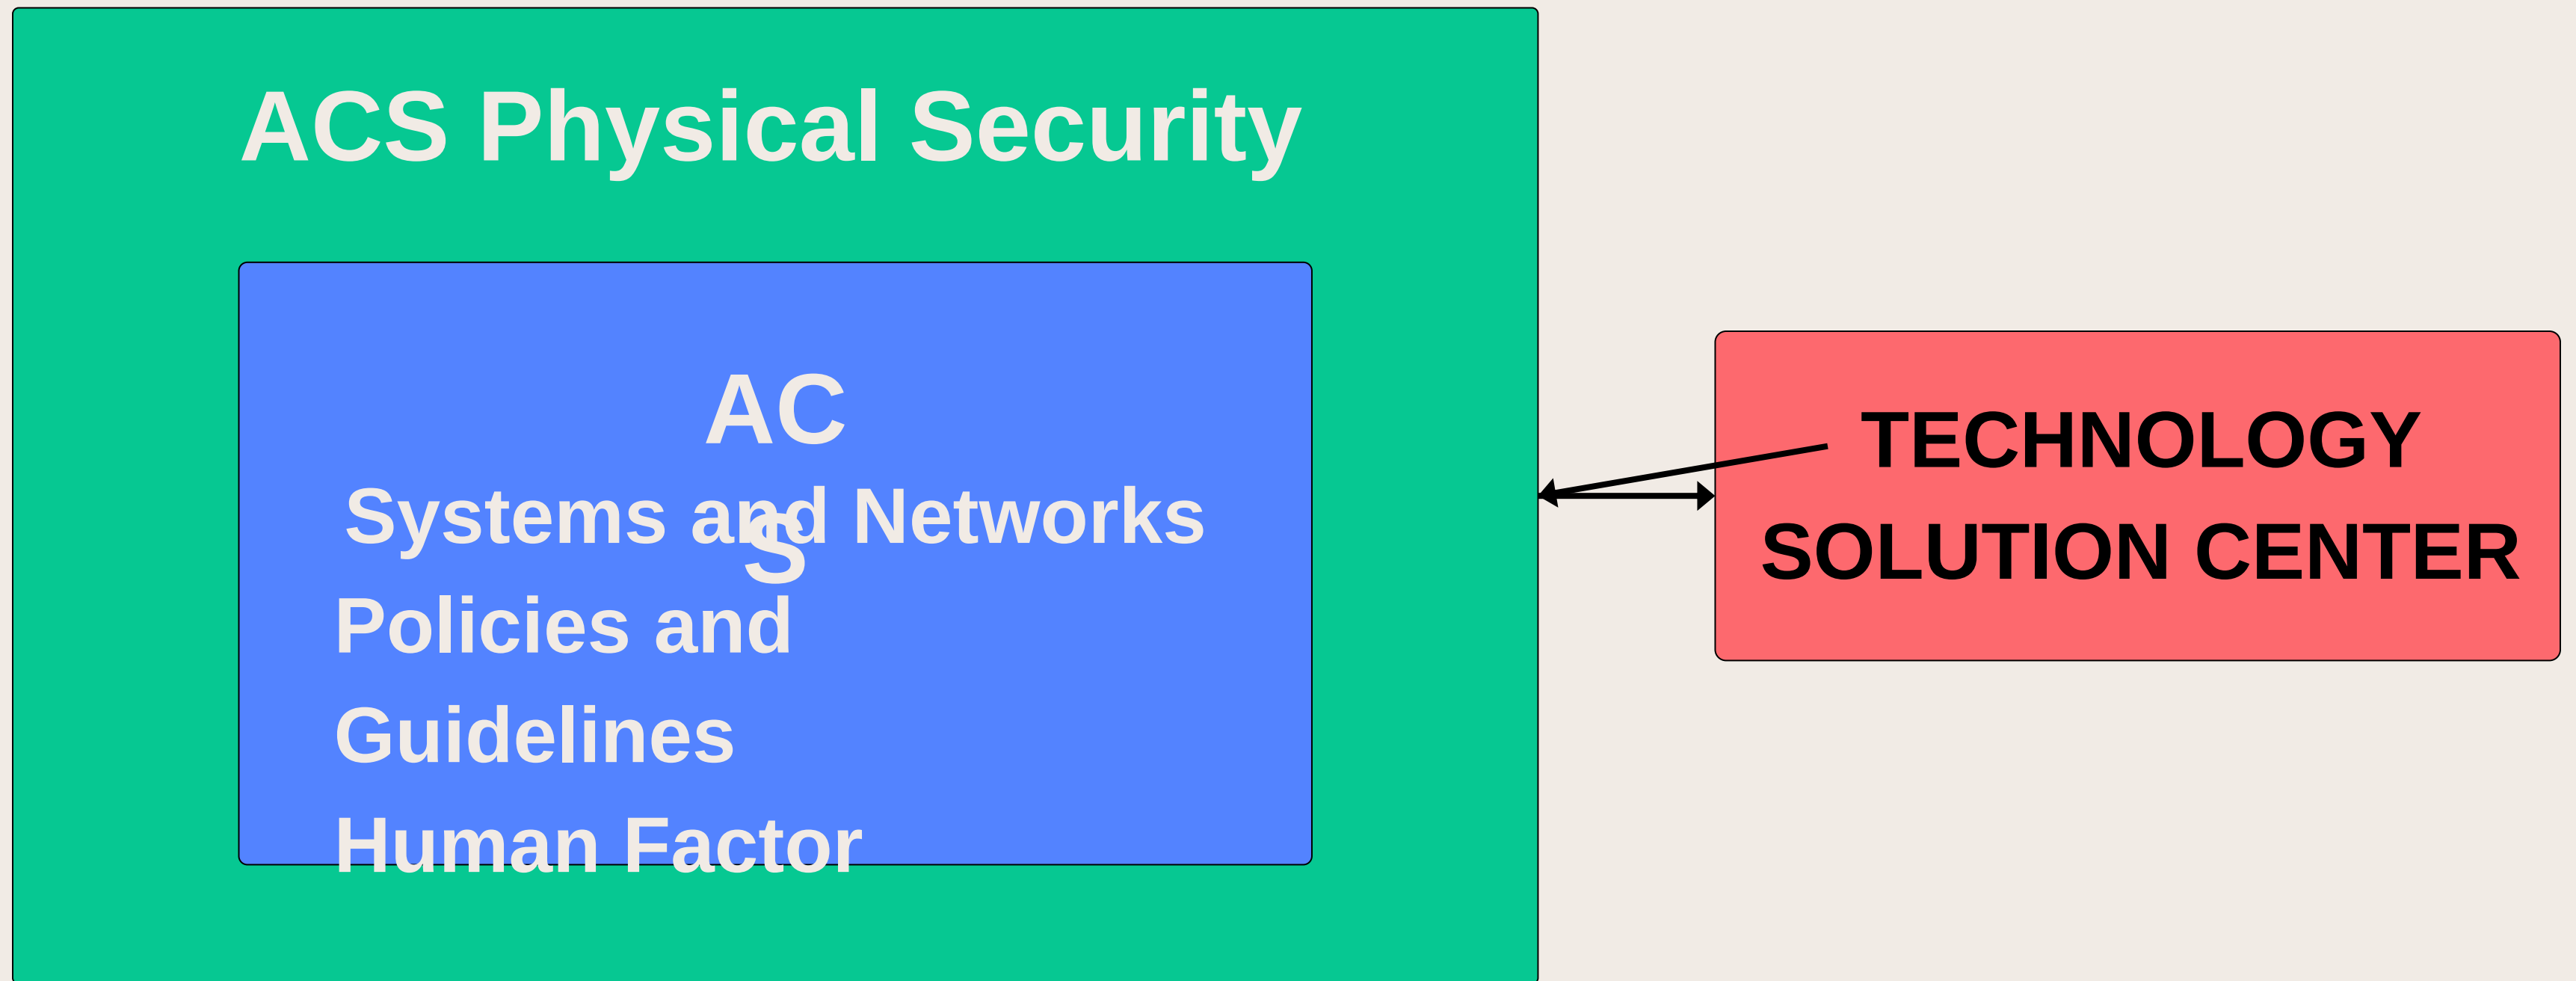 ACS Physical Security
AC
S
Systems and Networks
Policies and
Guidelines
Human Factor
TECHNOLOGY
SOLUTION CENTER